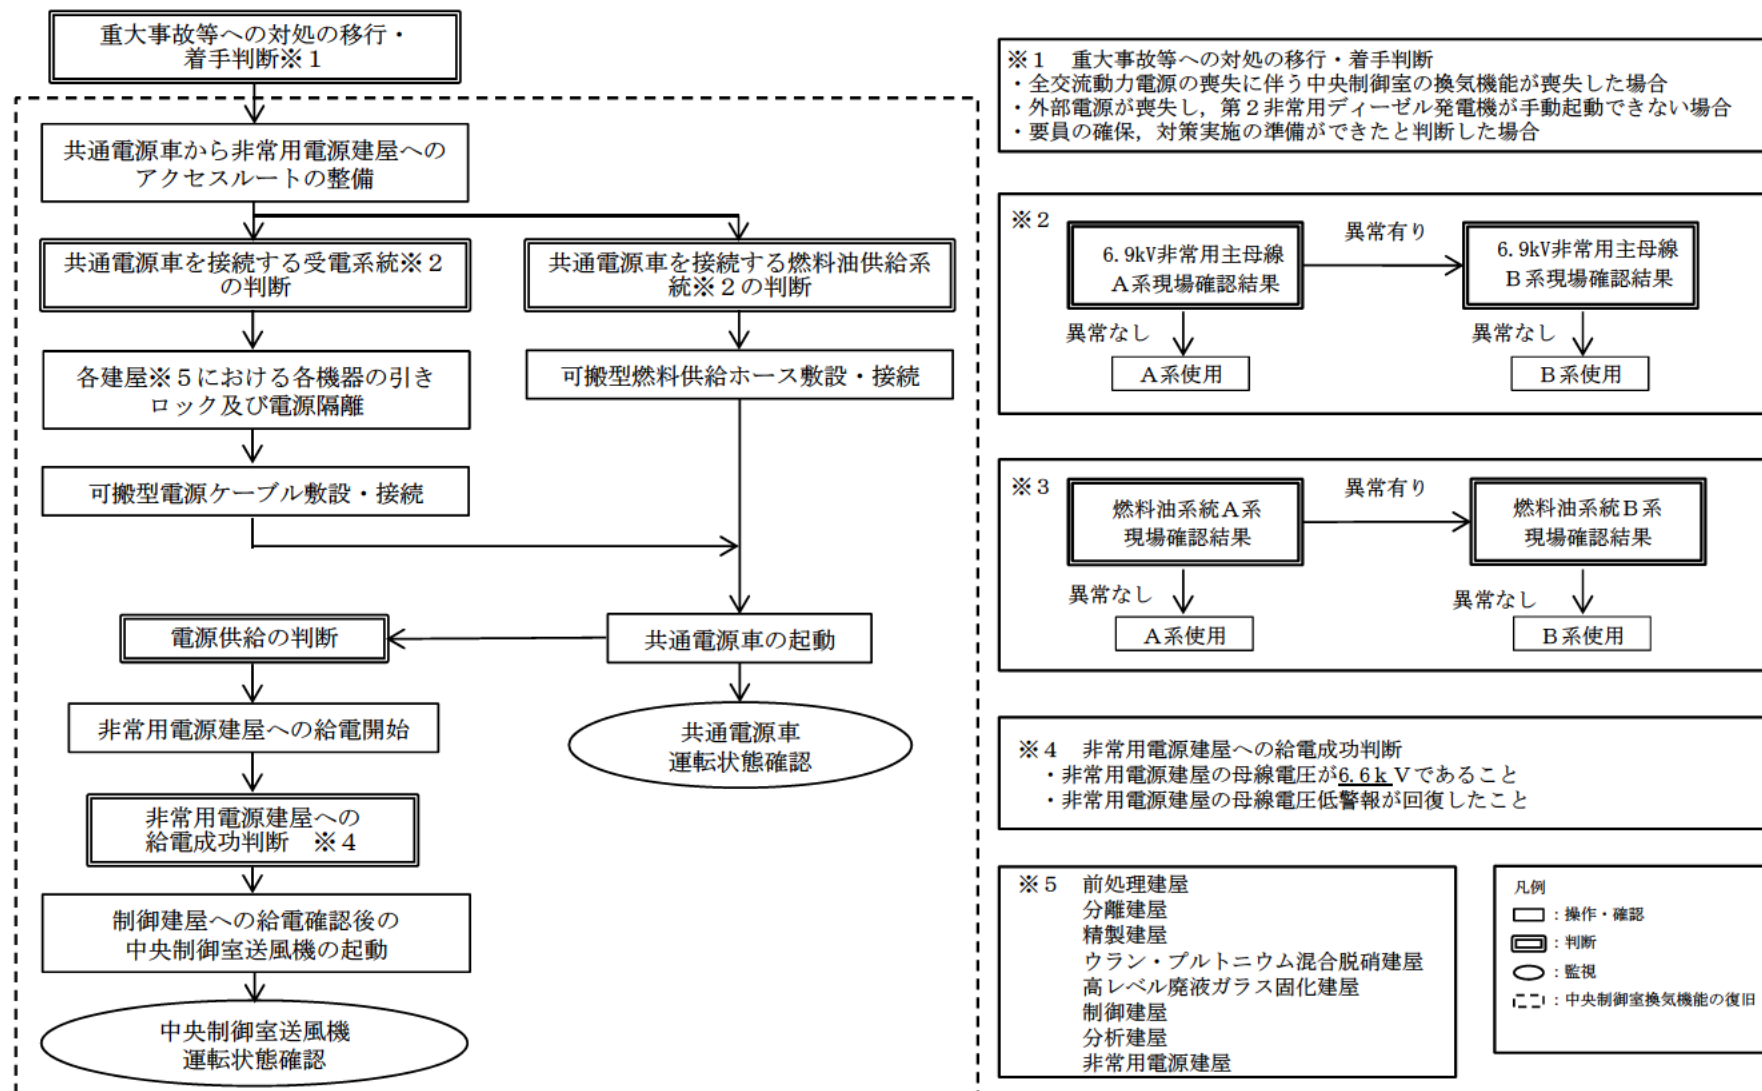 重大事故等への対処の移行・
着手判断※１
共通電源車から非常用電源建屋への
アクセスルートの整備
共通電源車を接続する受電系統※２
の判断
共通電源車を接続する燃料油供給系
統※２の判断
各建屋※５における各機器の引き
ロック及び電源隔離
可搬型燃料供給ホース敷設・接続
可搬型電源ケーブル敷設・接続
電源供給の判断
共通電源車の起動
非常用電源建屋への給電開始
共通電源車
運転状態確認
非常用電源建屋への
給電成功判断　※４
制御建屋への給電確認後の
中央制御室送風機の起動
中央制御室送風機
運転状態確認
※１　重大事故等への対処の移行・着手判断
・全交流動力電源の喪失に伴う中央制御室の換気機能が喪失した場合
・外部電源が喪失し，第２非常用ディーゼル発電機が手動起動できない場合
・要員の確保，対策実施の準備ができたと判断した場合
※２
6.9kV非常用主母線
Ａ系現場確認結果
異常有り
6.9kV非常用主母線
Ｂ系現場確認結果
異常なし
異常なし
Ａ系使用
Ｂ系使用
※３
燃料油系統Ａ系
現場確認結果
異常有り
燃料油系統Ｂ系
現場確認結果
異常なし
異常なし
Ａ系使用
Ｂ系使用
※４　非常用電源建屋への給電成功判断
・非常用電源建屋の母線電圧が6.6ｋＶであること
・非常用電源建屋の母線電圧低警報が回復したこと
※５　前処理建屋
分離建屋
精製建屋
ウラン・プルトニウム混合脱硝建屋
高レベル廃液ガラス固化建屋
制御建屋
分析建屋
非常用電源建屋
凡例
：操作・確認
：判断
：監視
：中央制御室換気機能の復旧